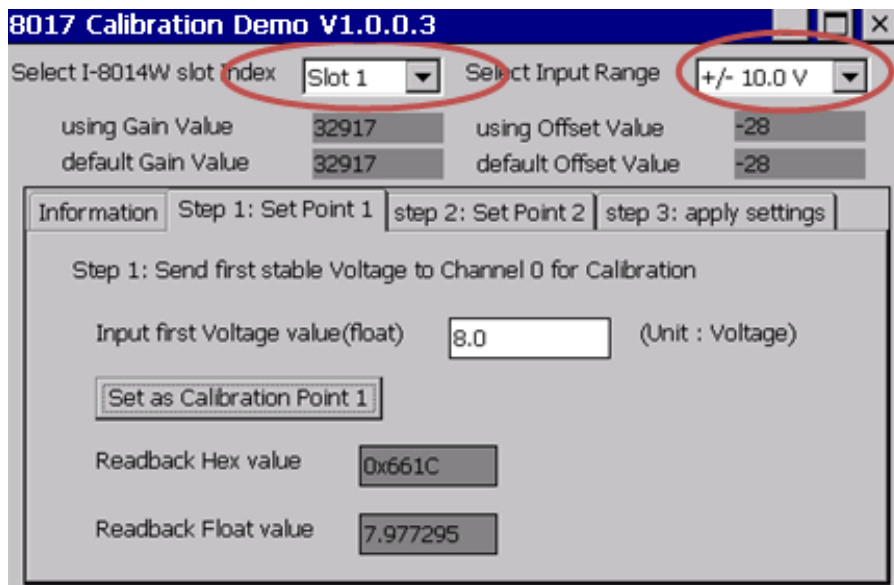 8017 Calibration Demo V1.0.0.3
Select I-8014W slot Index Slot 1 Select Input Range +/- 10.0 V
using Gain Value 32917 using Offset Value -28
default Gain Value 32917 default Offset Value -28
Information Step 1: Set Point 1 step 2: Set Point 2 step 3: apply settings
Step 1: Send first stable Voltage to Channel 0 for Calibration
Input first Voltage value(float) 8.0 (Unit : Voltage)
Set as Calibration Point 1
Readback Hex value 0x661C
Readback Float value 7.977295